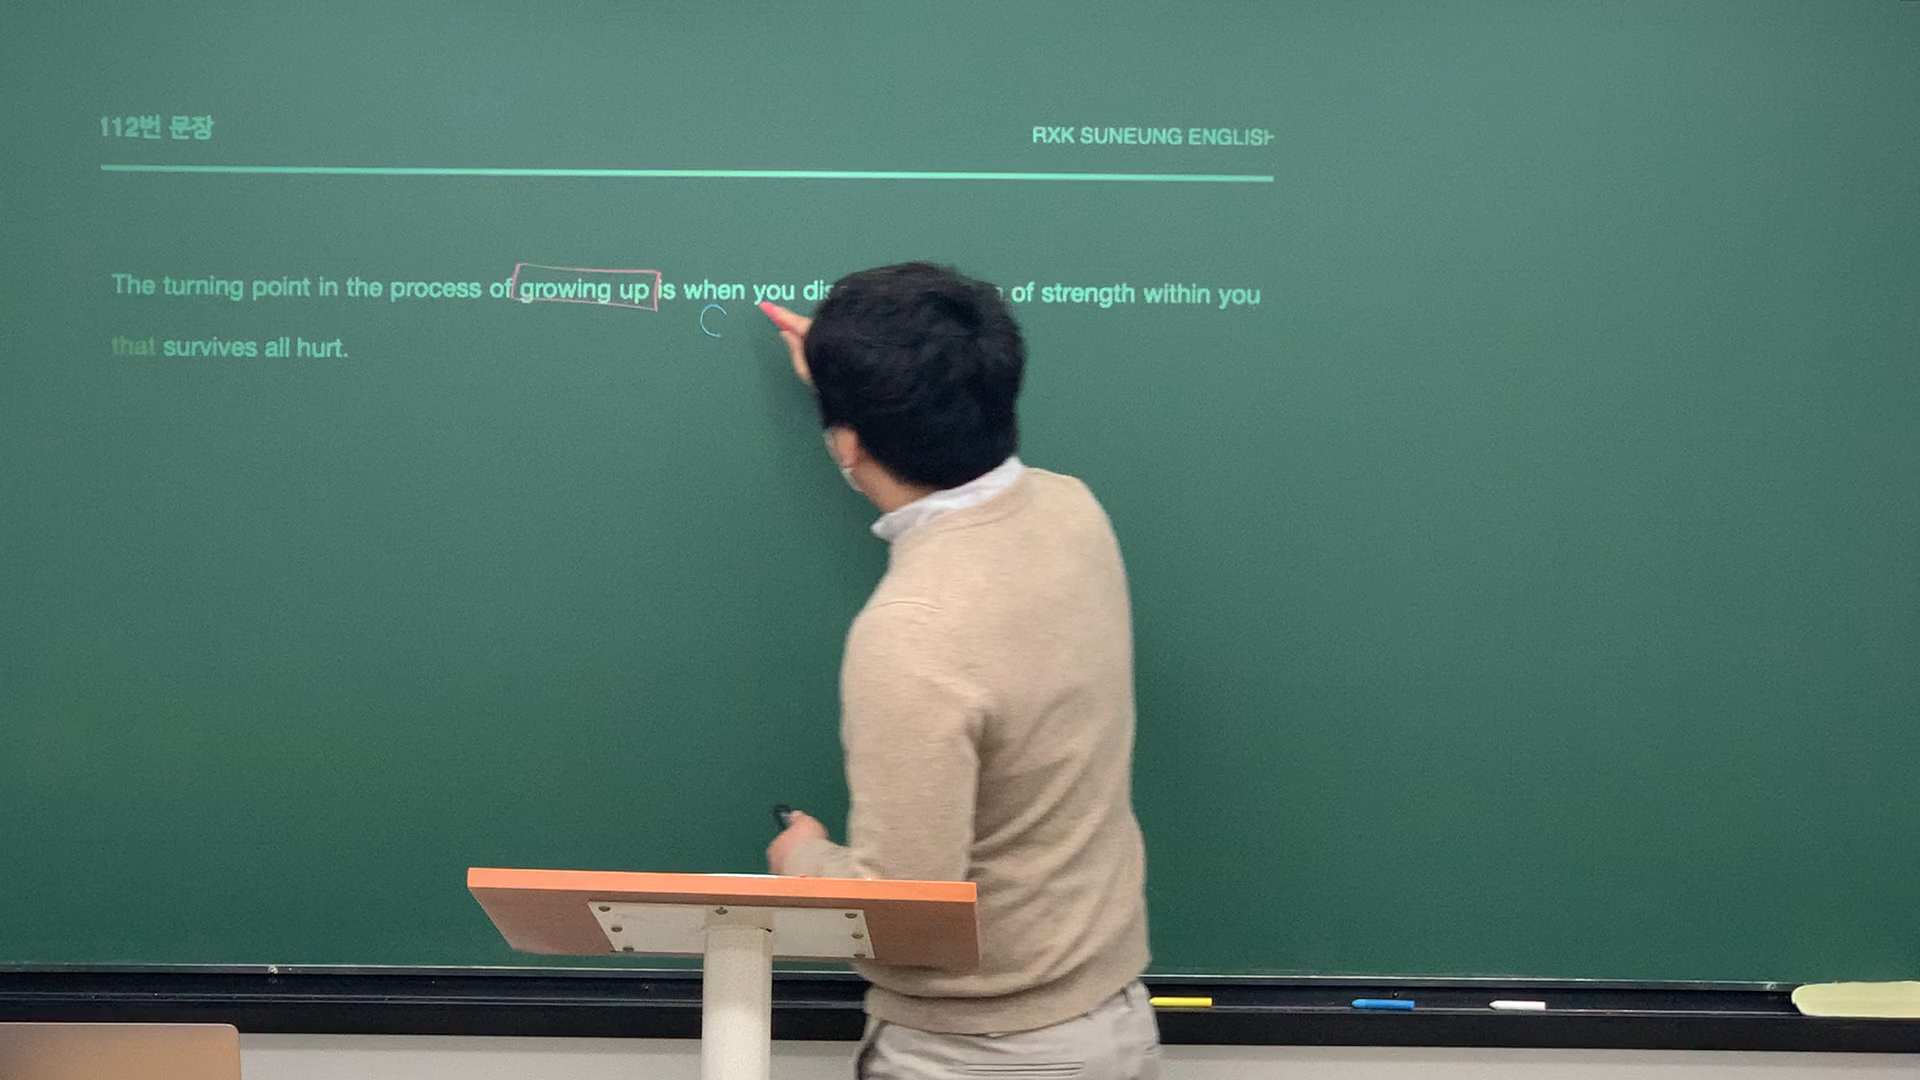 112번 문장
RXK SUNEUNG ENGLISH
The turning point in the process of growing up is when you of strength within you
that survives all hurt.